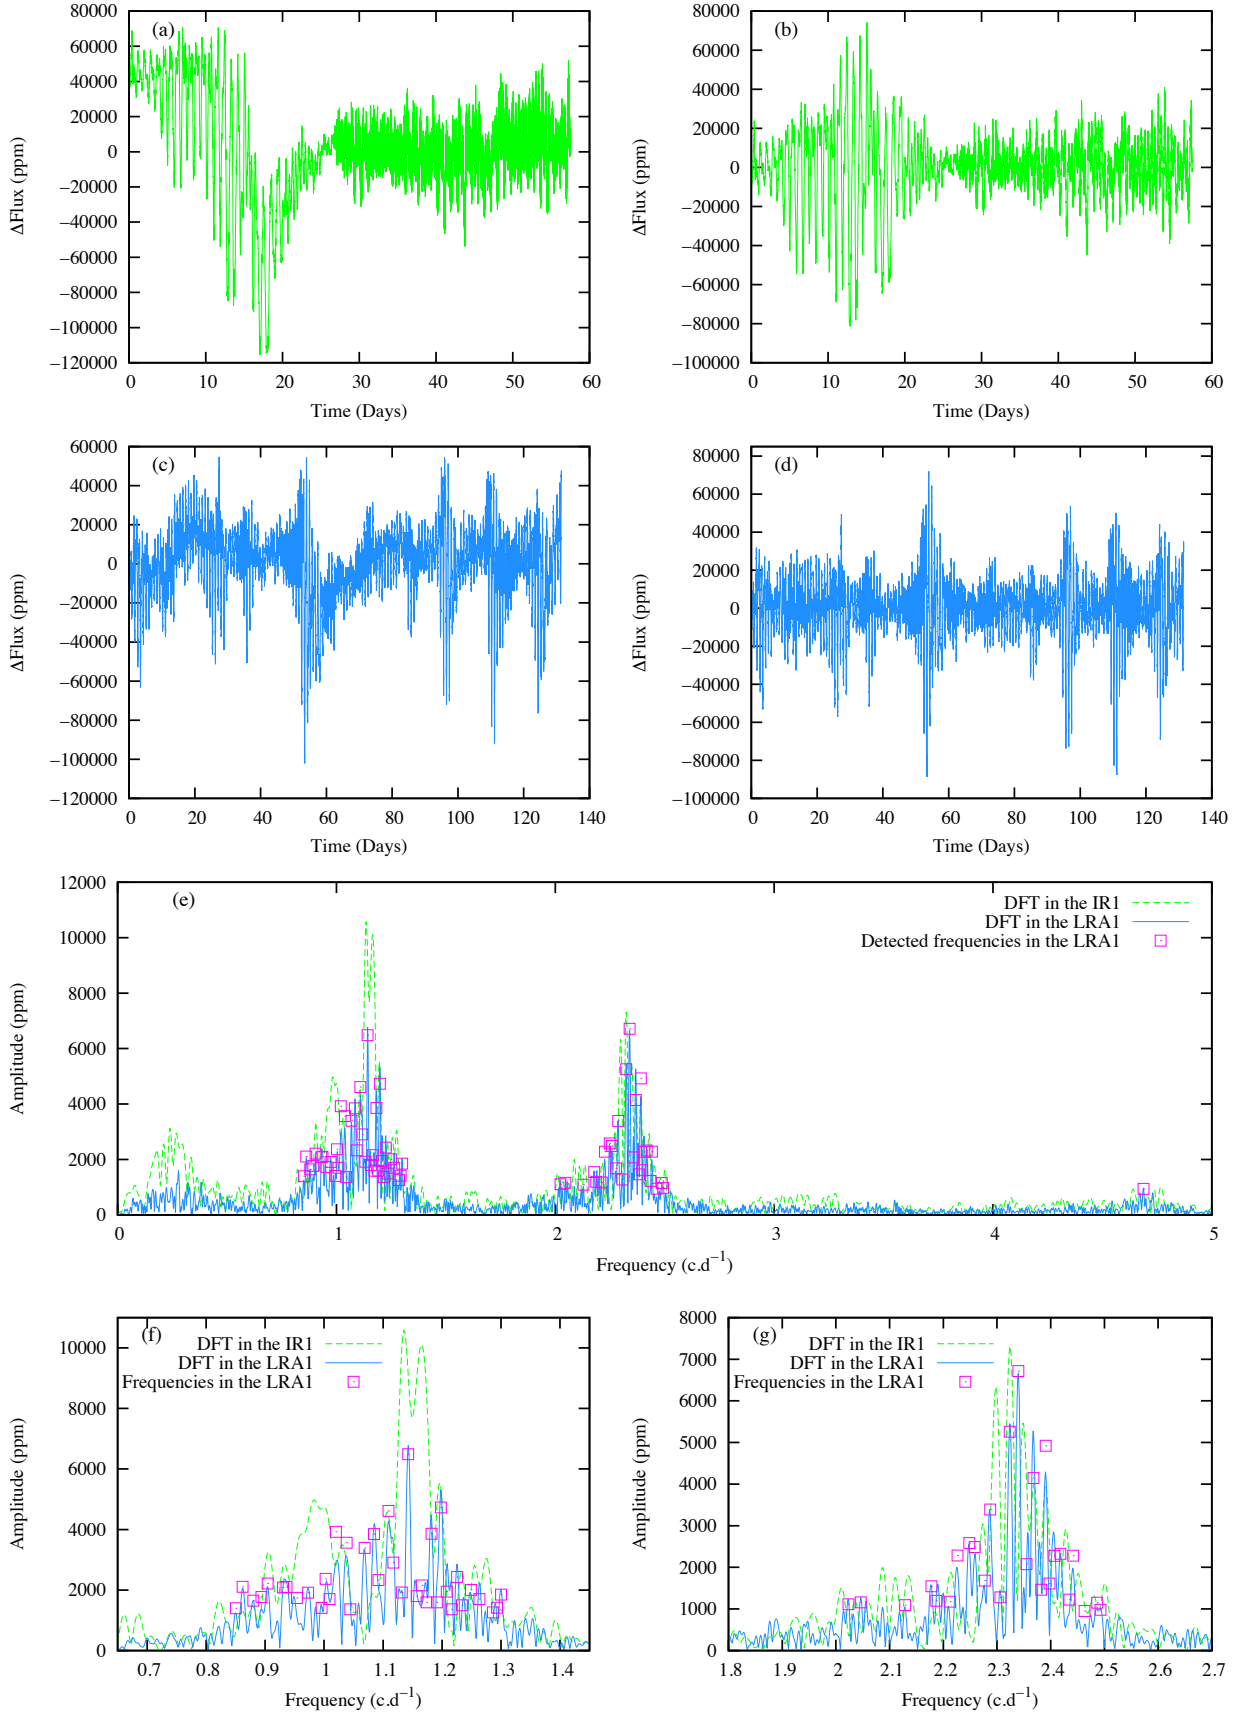 (a)
80000
60000
40000
20000
0
−20000
−40000
−60000
−80000
−100000
−120000
ΔFlux (ppm)
0 10 20 30 40 50 60
Time (Days)
(b)
80000
60000
40000
20000
0
−20000
−40000
−60000
−80000
−100000
ΔFlux (ppm)
0 10 20 30 40 50 60
Time (Days)
(c)
60000
40000
20000
0
−20000
−40000
−60000
−80000
−100000
−120000
ΔFlux (ppm)
0 20 40 60 80 100 120 140
Time (Days)
(d)
80000
60000
40000
20000
0
−20000
−40000
−60000
−80000
−100000
ΔFlux (ppm)
0 20 40 60 80 100 120 140
Time (Days)
(e)
DFT in the IR1
DFT in the LRA1
Detected frequencies in the LRA1
12000
10000
8000
6000
4000
2000
0
Amplitude (ppm)
0 1 2 3 4 5
Frequency (c.d⁻¹)
(f)
DFT in the IR1
DFT in the LRA1
Frequencies in the LRA1
10000
8000
6000
4000
2000
0
Amplitude (ppm)
0.7 0.8 0.9 1 1.1 1.2 1.3 1.4
Frequency (c.d⁻¹)
(g)
DFT in the IR1
DFT in the LRA1
Frequencies in the LRA1
8000
7000
6000
5000
4000
3000
2000
1000
0
Amplitude (ppm)
1.8 1.9 2 2.1 2.2 2.3 2.4 2.5 2.6 2.7
Frequency (c.d⁻¹)